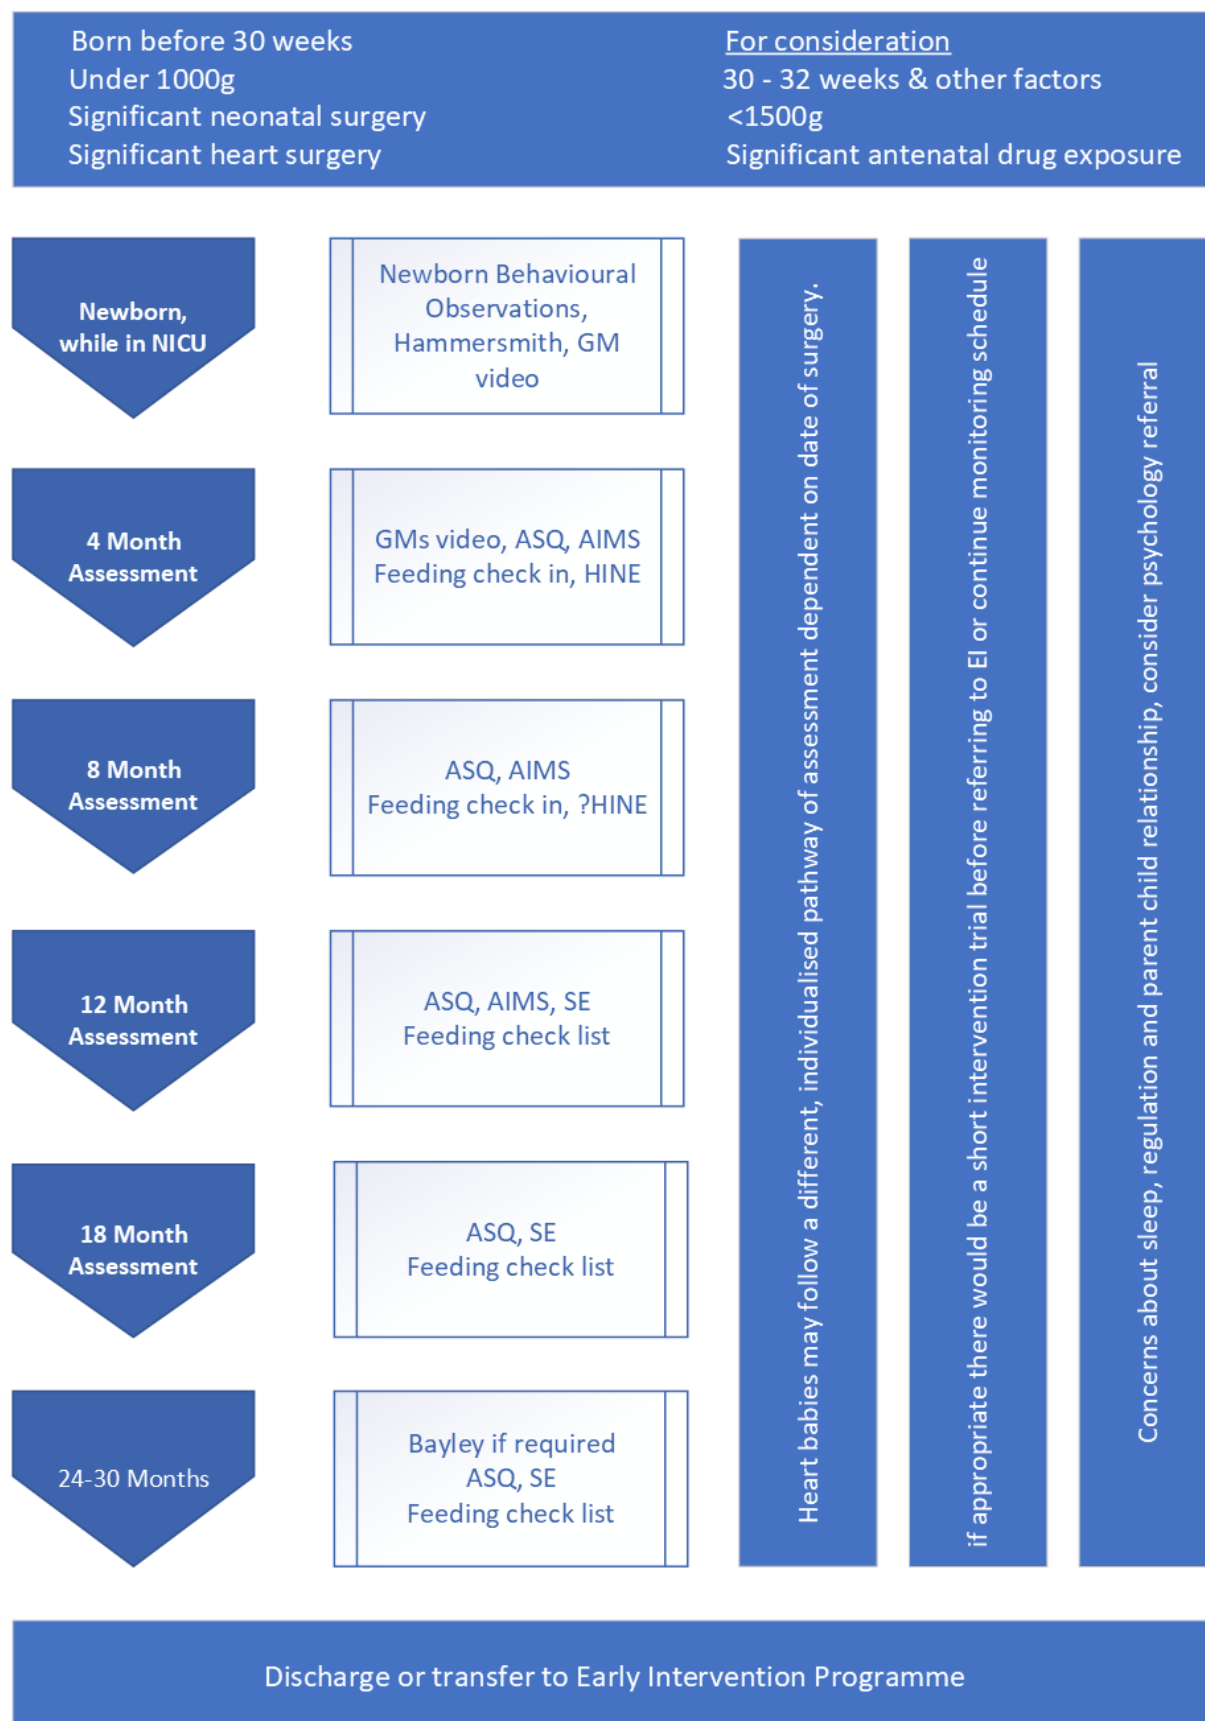 Born before 30 weeks
Under 1000g
Significant neonatal surgery
Significant heart surgery
For consideration
30 - 32 weeks & other factors
<1500g
Significant antenatal drug exposure
Newborn,
while in NICU
Newborn Behavioural
Observations,
Hammersmith, GM
video
4 Month
Assessment
GMs video, ASQ, AIMS
Feeding check in, HINE
8 Month
Assessment
ASQ, AIMS
Feeding check in, ?HINE
12 Month
Assessment
ASQ, AIMS, SE
Feeding check list
18 Month
Assessment
ASQ, SE
Feeding check list
24-30 Months
Bayley if required
ASQ, SE
Feeding check list
Heart babies may follow a different, individualised pathway of assessment dependent on date of surgery.
if appropriate there would be a short intervention trial before referring to EI or continue monitoring schedule
Concerns about sleep, regulation and parent child relationship, consider psychology referral
Discharge or transfer to Early Intervention Programme